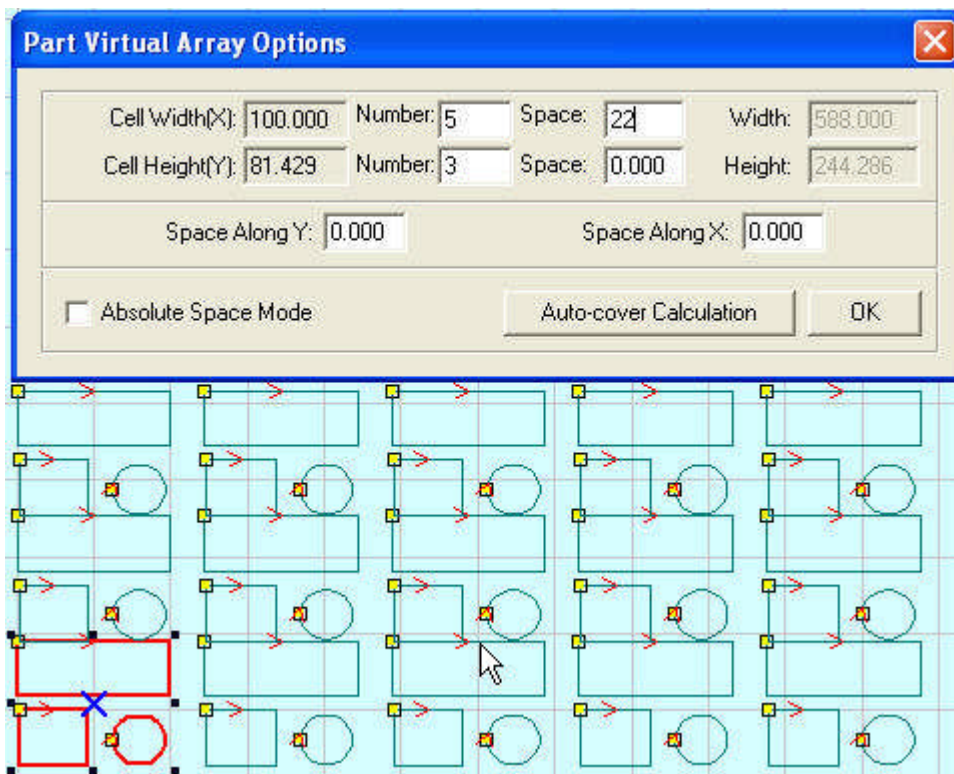 Part Virtual Array Options
Cell Width(X): 100.000 Number: 5 Space: 22 Width: 588.000
Cell Height(Y): 81.429 Number: 3 Space: 0.000 Height: 244.286
Space Along Y: 0.000 Space Along X: 0.000
Absolute Space Mode Auto-cover Calculation OK